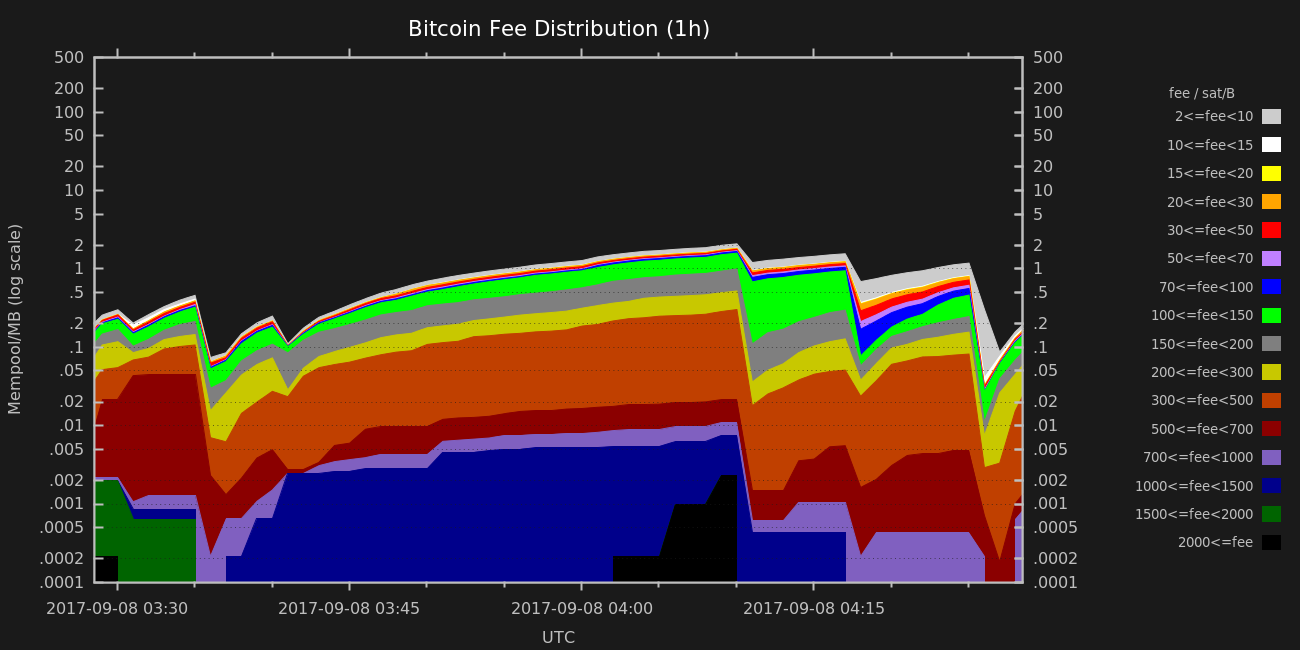 Bitcoin Fee Distribution (1h)
Mempool/MB (log scale)
500
200
100
50
20
10
5
2
1
.5
.2
.1
.05
.02
.01
.005
.002
.001
.0005
.0002
.0001
500
200
100
50
20
10
5
2
1
.5
.2
.1
.05
.02
.01
.005
.002
.001
.0005
.0002
.0001
2017-09-08 03:30
2017-09-08 03:45
2017-09-08 04:00
2017-09-08 04:15
UTC
fee / sat/B
2<=fee<10
10<=fee<15
15<=fee<20
20<=fee<30
30<=fee<50
50<=fee<70
70<=fee<100
100<=fee<150
150<=fee<200
200<=fee<300
300<=fee<500
500<=fee<700
700<=fee<1000
1000<=fee<1500
1500<=fee<2000
2000<=fee